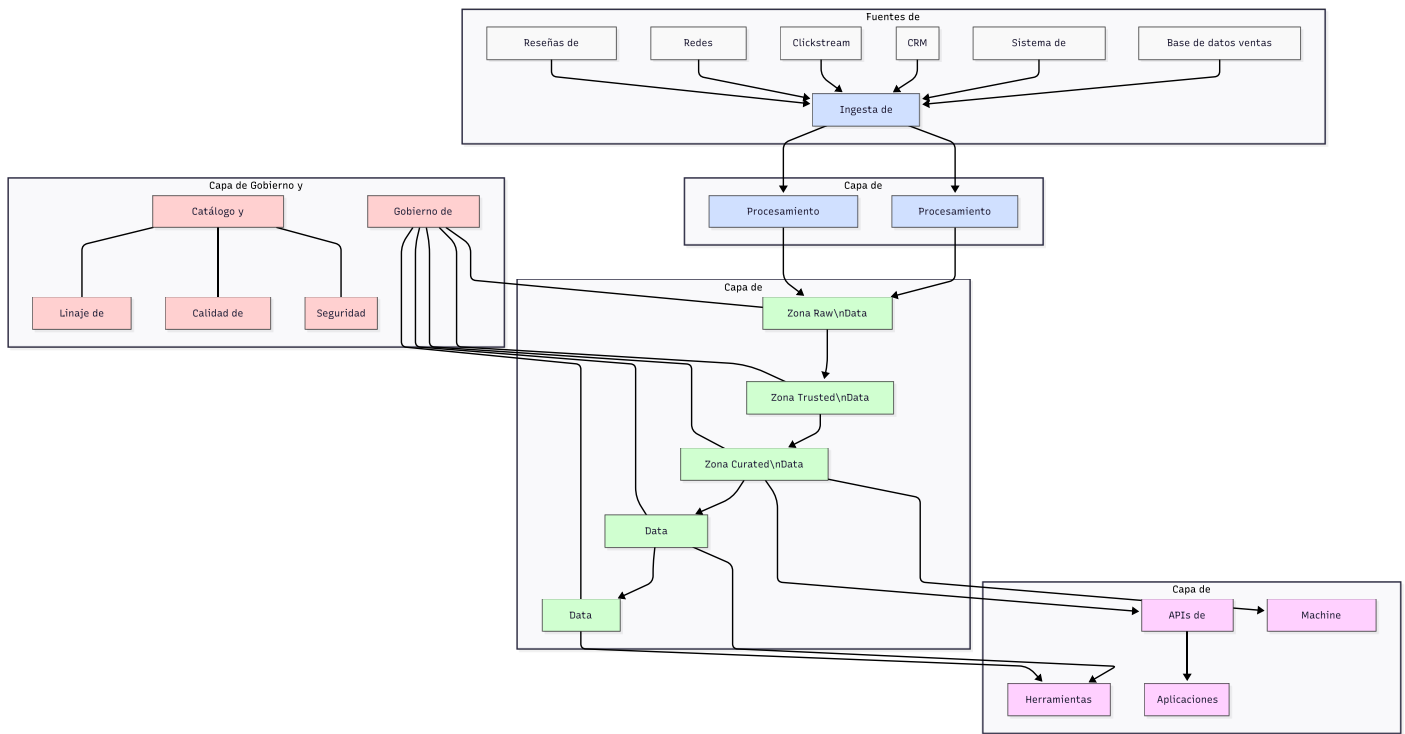 Fuentes de
Reseñas de
Redes
Clickstream
CRM
Sistema de
Base de datos ventas
Ingesta de
Capa de Gobierno y
Catálogo y
Gobierno de
Linaje de
Calidad de
Seguridad
Capa de
Procesamiento
Procesamiento
Capa de
Zona Raw\nData
Zona Trusted\nData
Zona Curated\nData
Data
Data
Capa de
APIs de
Machine
Herramientas
Aplicaciones